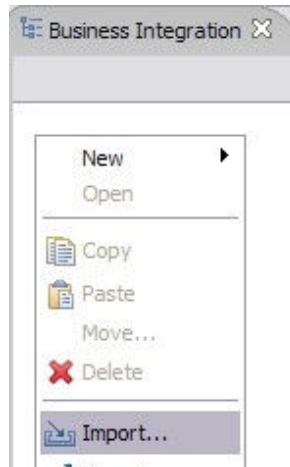 Business Integration
New
Open
Copy
Paste
Move...
Delete
Import...